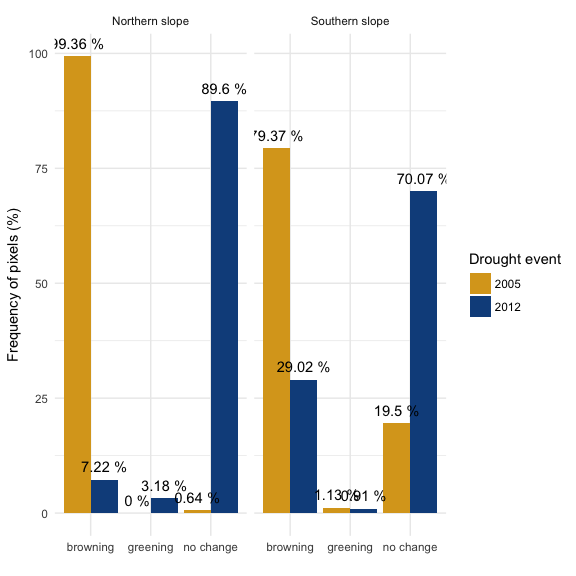 Northern slope
Southern slope
Frequency of pixels (%)
100
75
50
25
0
99.36 %
7.22 %
0 %
3.18 %
0.64 %
89.6 %
79.37 %
29.02 %
1.13 %
0.91 %
19.5 %
70.07 %
browning
greening
no change
browning
greening
no change
Drought event
2005
2012